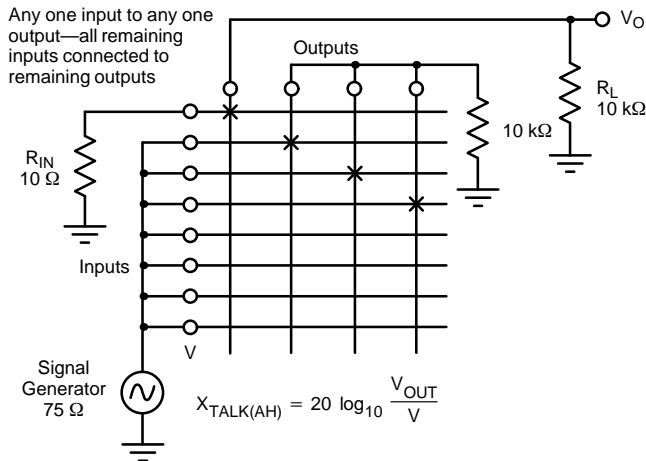 Any one input to any one
output—all remaining
inputs connected to
remaining outputs
V_O
Outputs
R_L
10 kΩ
10 kΩ
R_IN
10 Ω
Inputs
V
Signal
Generator
75 Ω
X_TALK(AH) = 20 log_10 V_OUT / V